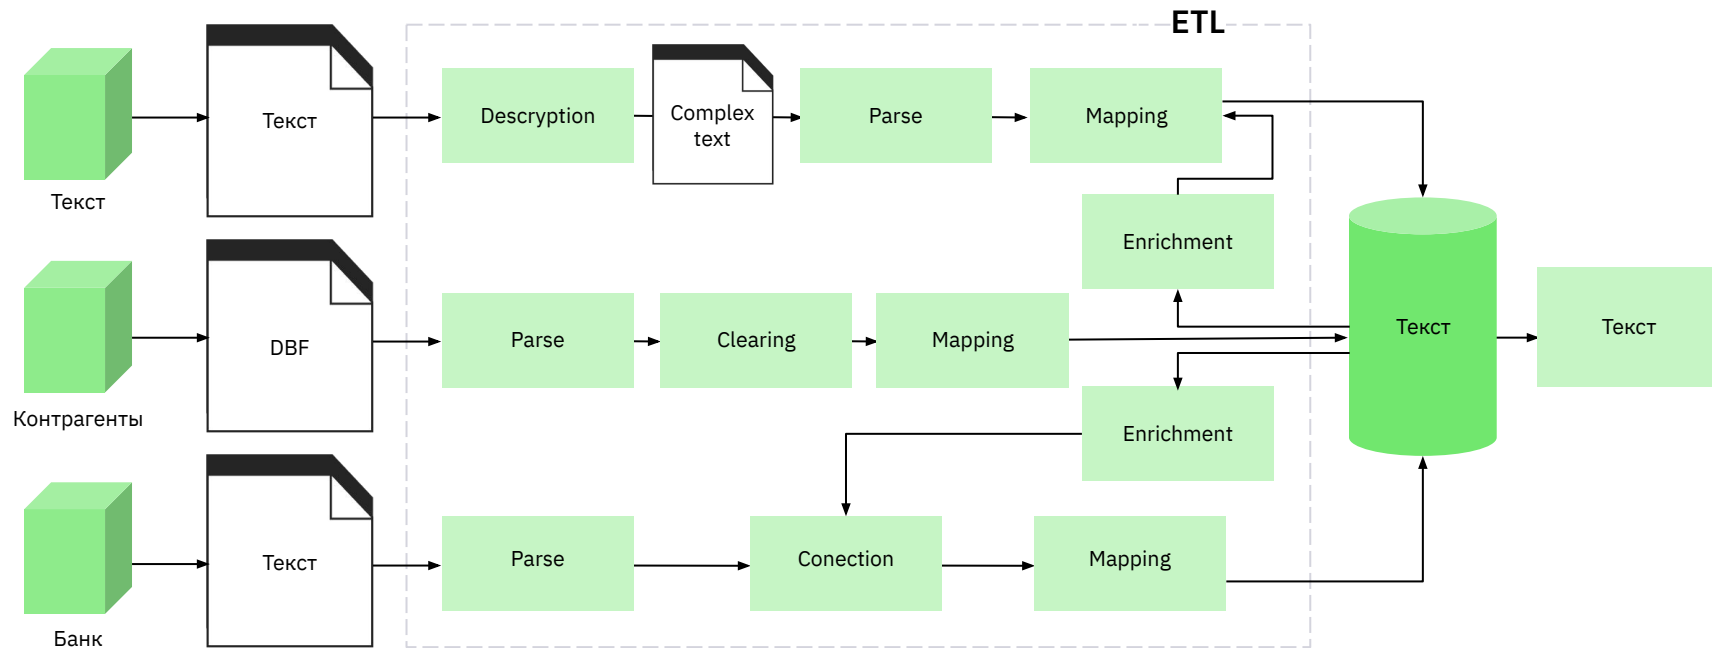 ETL
Текст
Текст
Descryption
Complex
text
Parse
Mapping
Enrichment
Контрагенты
DBF
Parse
Clearing
Mapping
Текст
Текст
Enrichment
Банк
Текст
Parse
Conection
Mapping